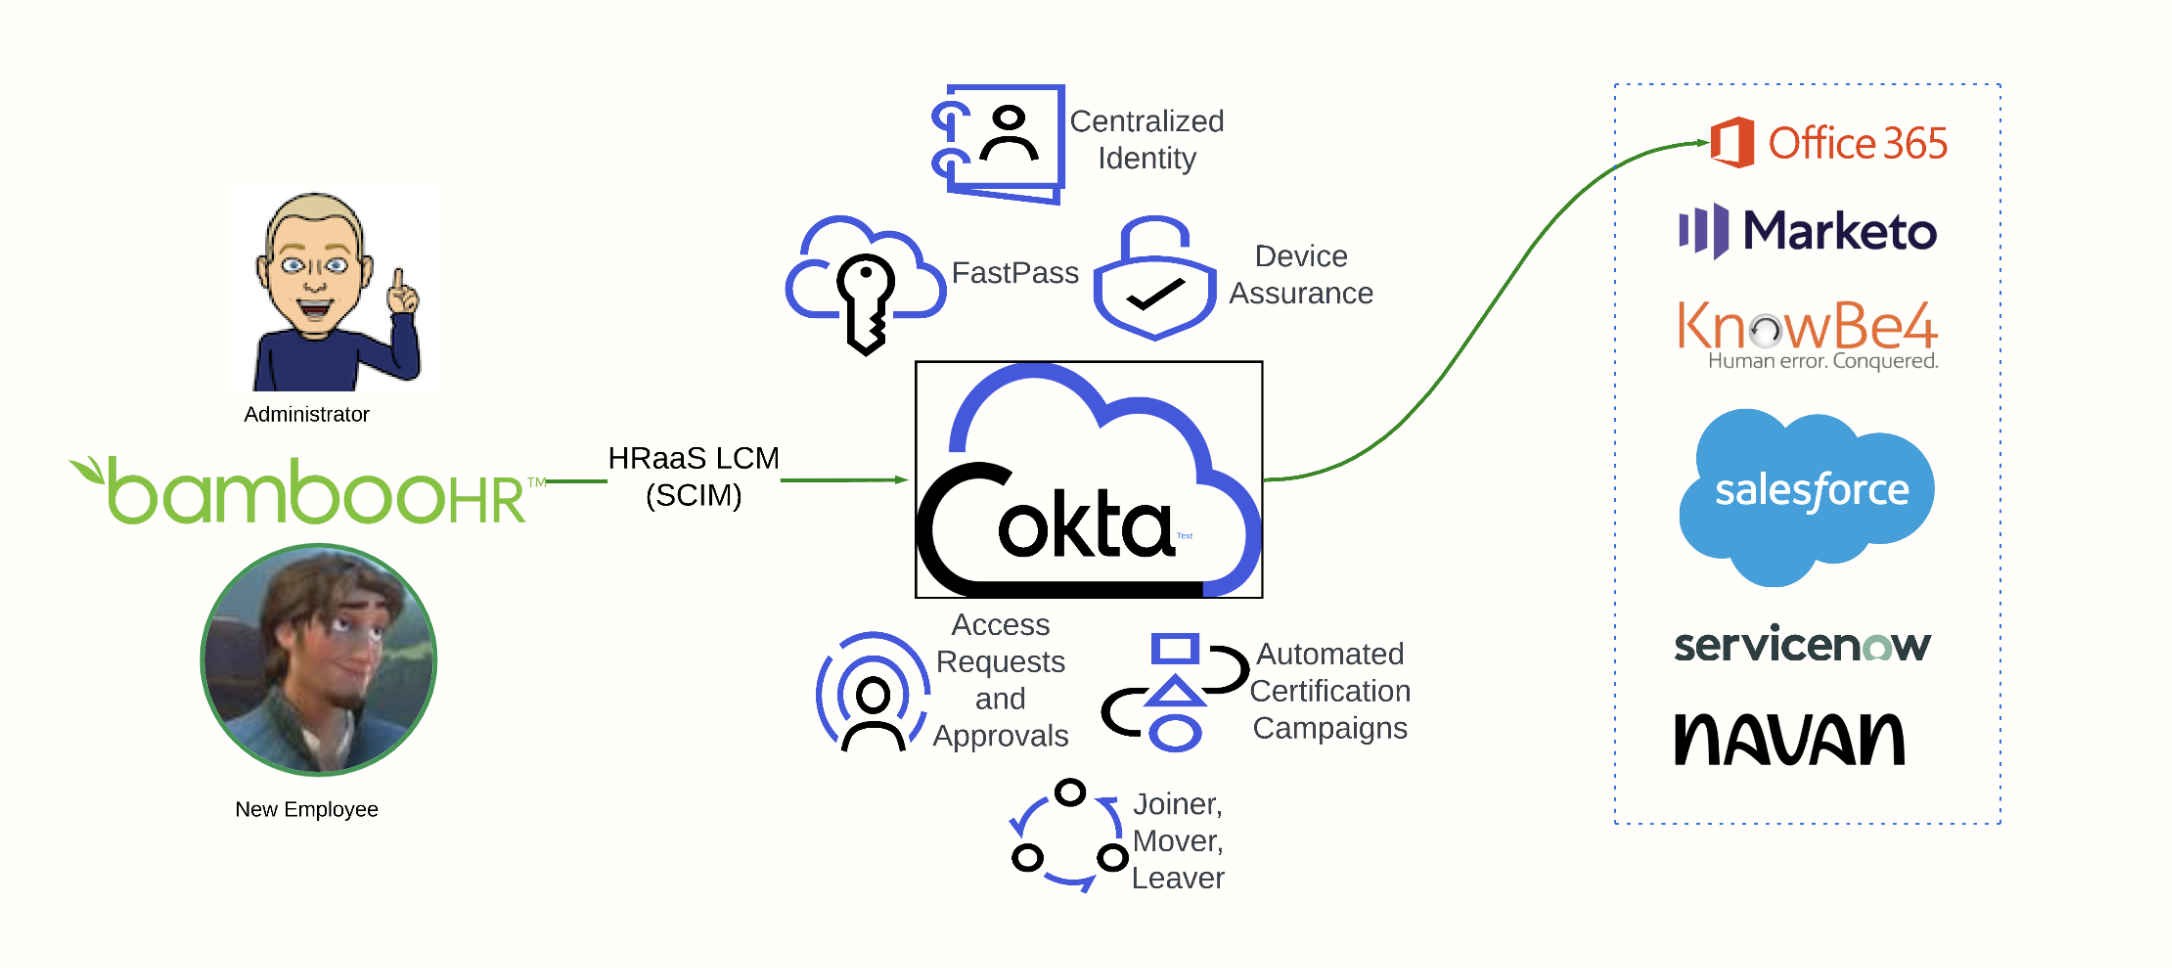 Administrator
bambooHR™
New Employee
HRaaS LCM
(SCIM)
Centralized
Identity
FastPass
Device
Assurance
okta
Text
Access
Requests
and
Approvals
Automated
Certification
Campaigns
Joiner,
Mover,
Leaver
Office 365
Marketo
KnowBe4
Human error. Conquered.
salesforce
servicenow
navan